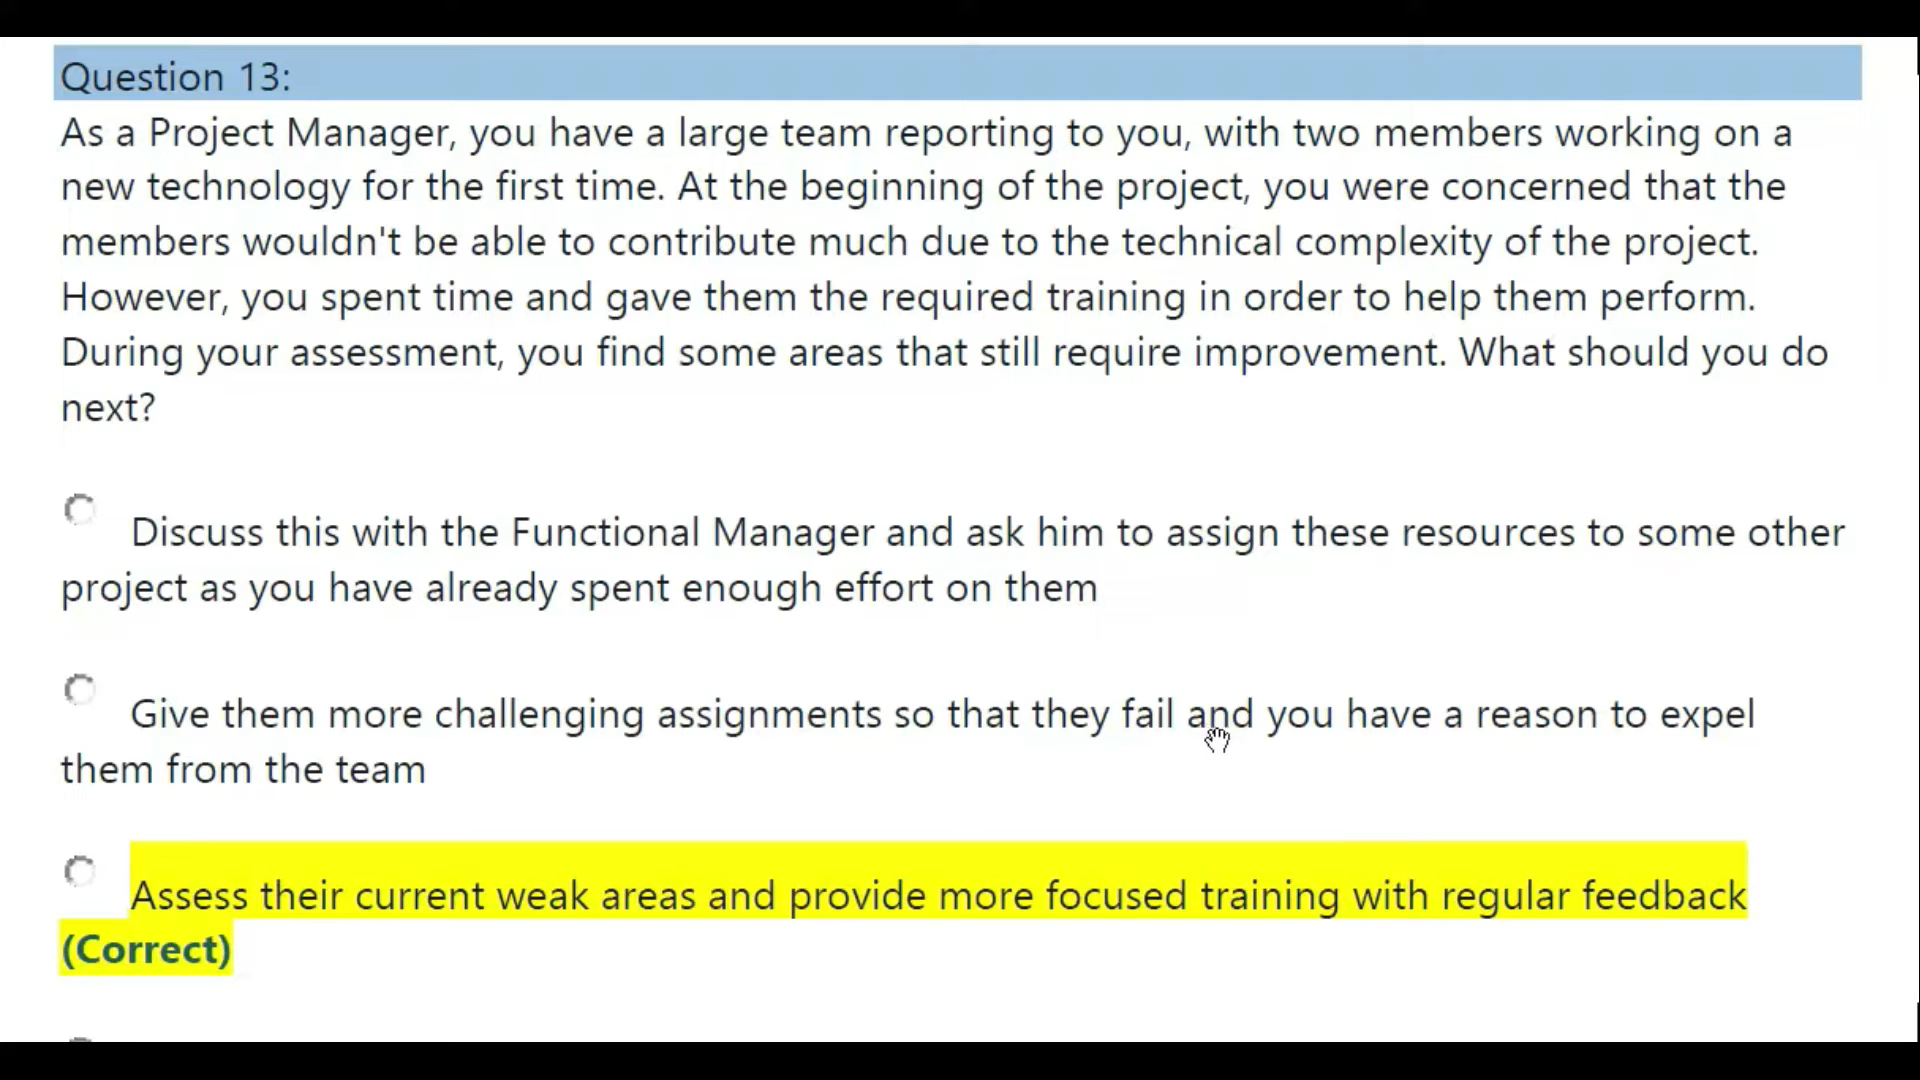 Question 13:
As a Project Manager, you have a large team reporting to you, with two members working on a
new technology for the first time. At the beginning of the project, you were concerned that the
members wouldn't be able to contribute much due to the technical complexity of the project.
However, you spent time and gave them the required training in order to help them perform.
During your assessment, you find some areas that still require improvement. What should you do
next?
Discuss this with the Functional Manager and ask him to assign these resources to some other
project as you have already spent enough effort on them
Give them more challenging assignments so that they fail and you have a reason to expel
them from the team
Assess their current weak areas and provide more focused training with regular feedback
(Correct)